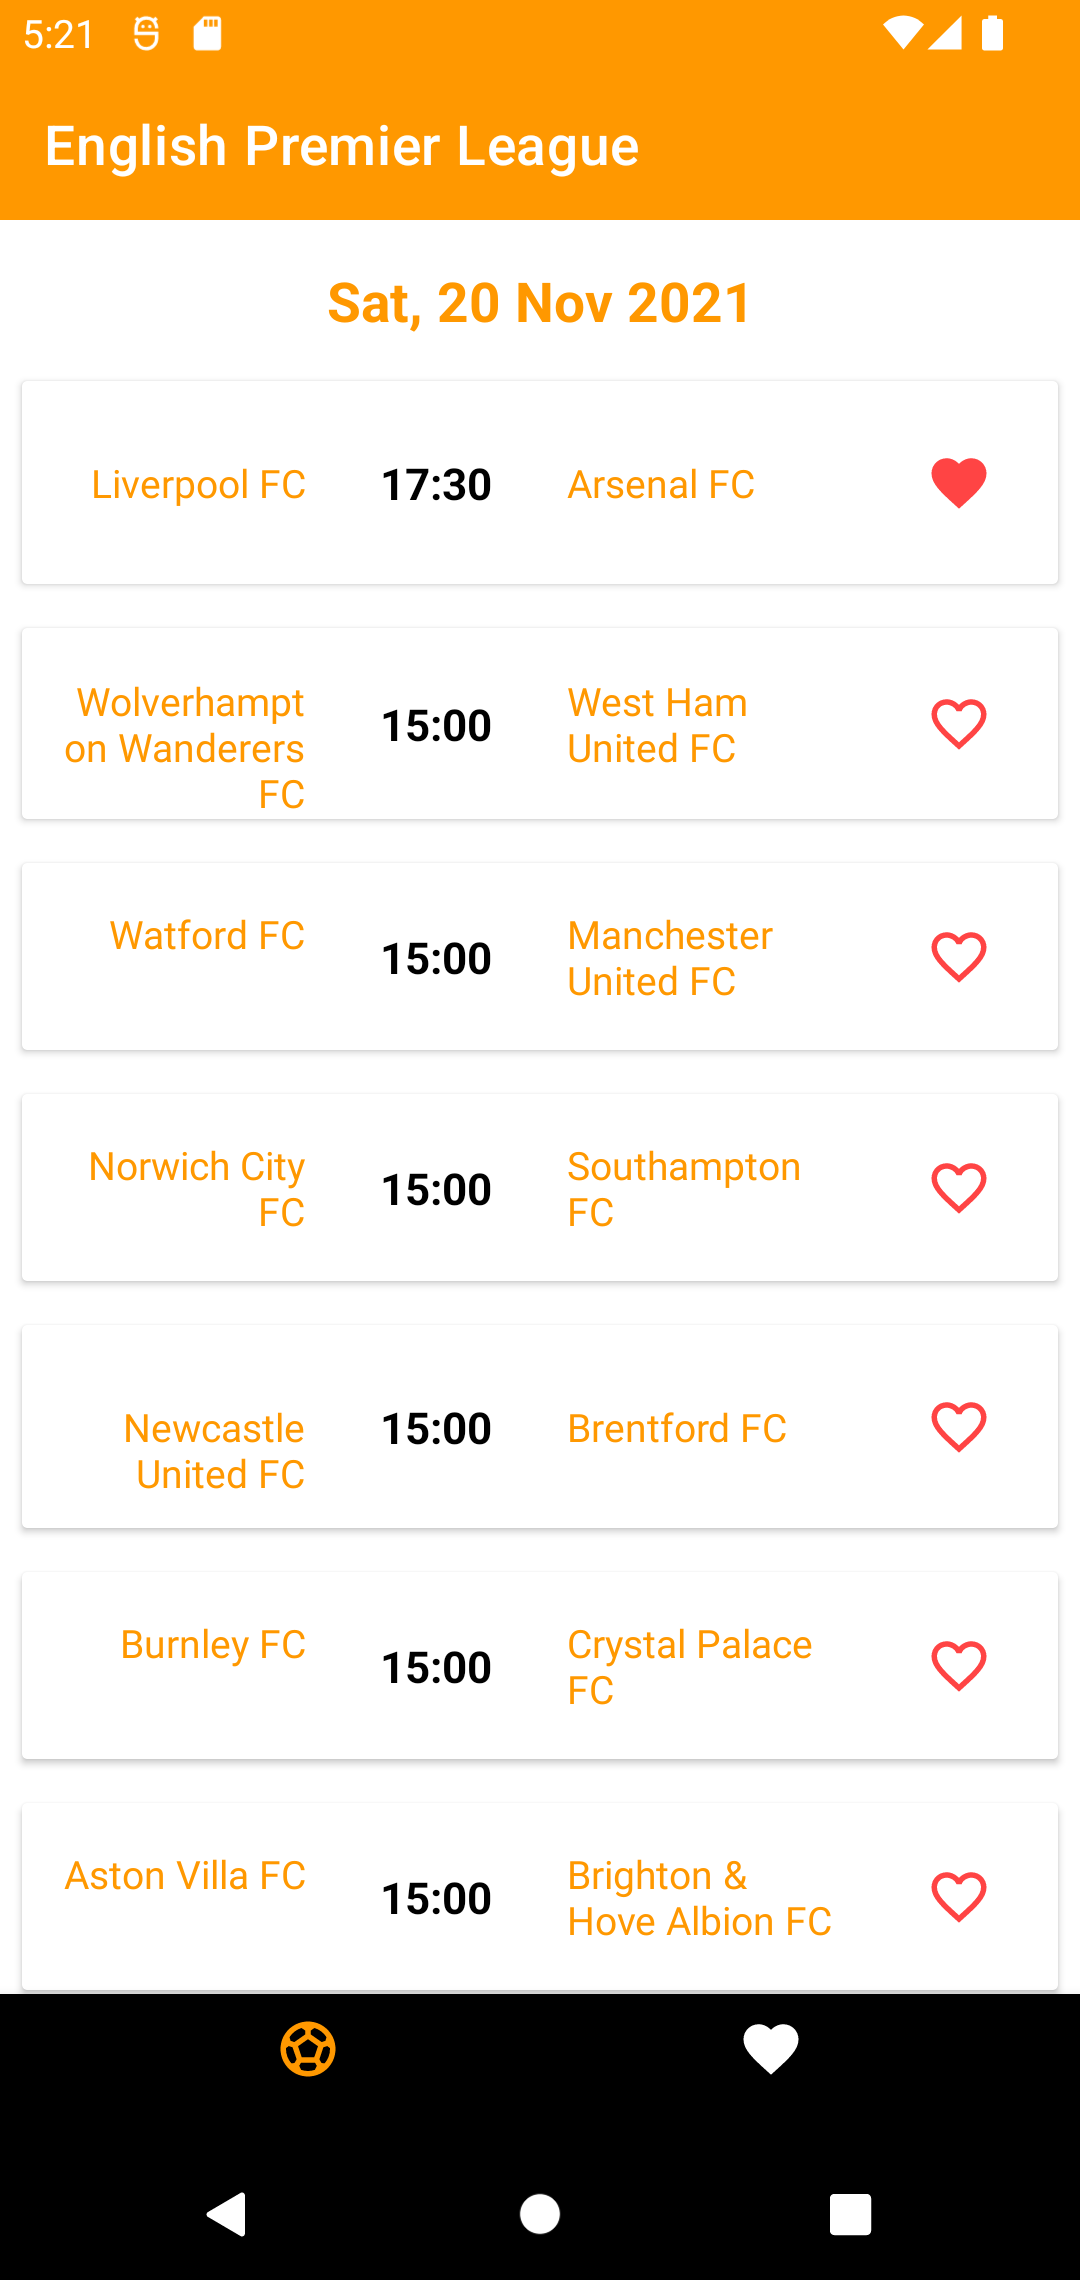 5:21
English Premier League
Sat, 20 Nov 2021
Liverpool FC 17:30 Arsenal FC
Wolverhampt
on Wanderers
FC
15:00
West Ham
United FC
Watford FC
15:00
Manchester
United FC
Norwich City
FC
15:00
Southampton
FC
Newcastle
United FC
15:00
Brentford FC
Burnley FC
15:00
Crystal Palace
FC
Aston Villa FC
15:00
Brighton &
Hove Albion FC